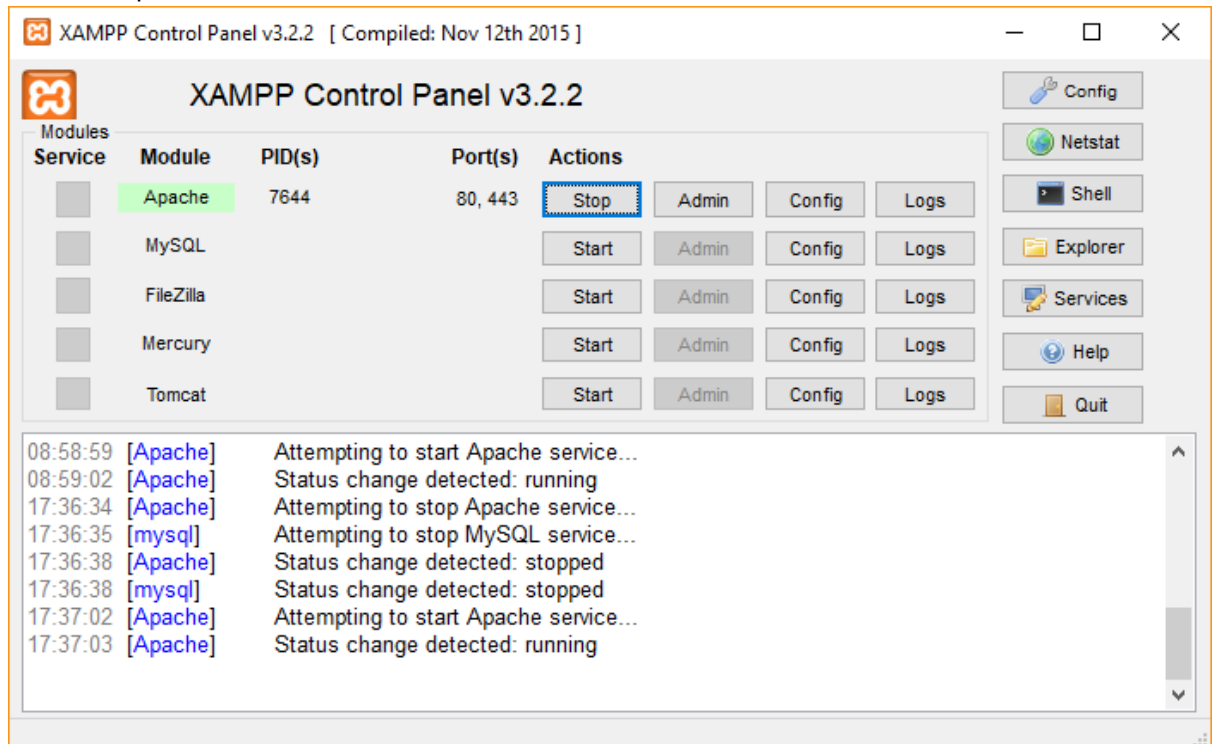 XAMPP Control Panel v3.2.2 [ Compiled: Nov 12th 2015 ]
XAMPP Control Panel v3.2.2
Config
Modules
Service Module PID(s) Port(s) Actions
Netstat
Apache 7644 80, 443 Stop Admin Config Logs
Shell
MySQL Start Admin Config Logs
Explorer
FileZilla Start Admin Config Logs
Services
Mercury Start Admin Config Logs
Help
Tomcat Start Admin Config Logs
Quit
08:58:59 [Apache] Attempting to start Apache service...
08:59:02 [Apache] Status change detected: running
17:36:34 [Apache] Attempting to stop Apache service...
17:36:35 [mysql] Attempting to stop MySQL service...
17:36:38 [Apache] Status change detected: stopped
17:36:38 [mysql] Status change detected: stopped
17:37:02 [Apache] Attempting to start Apache service...
17:37:03 [Apache] Status change detected: running